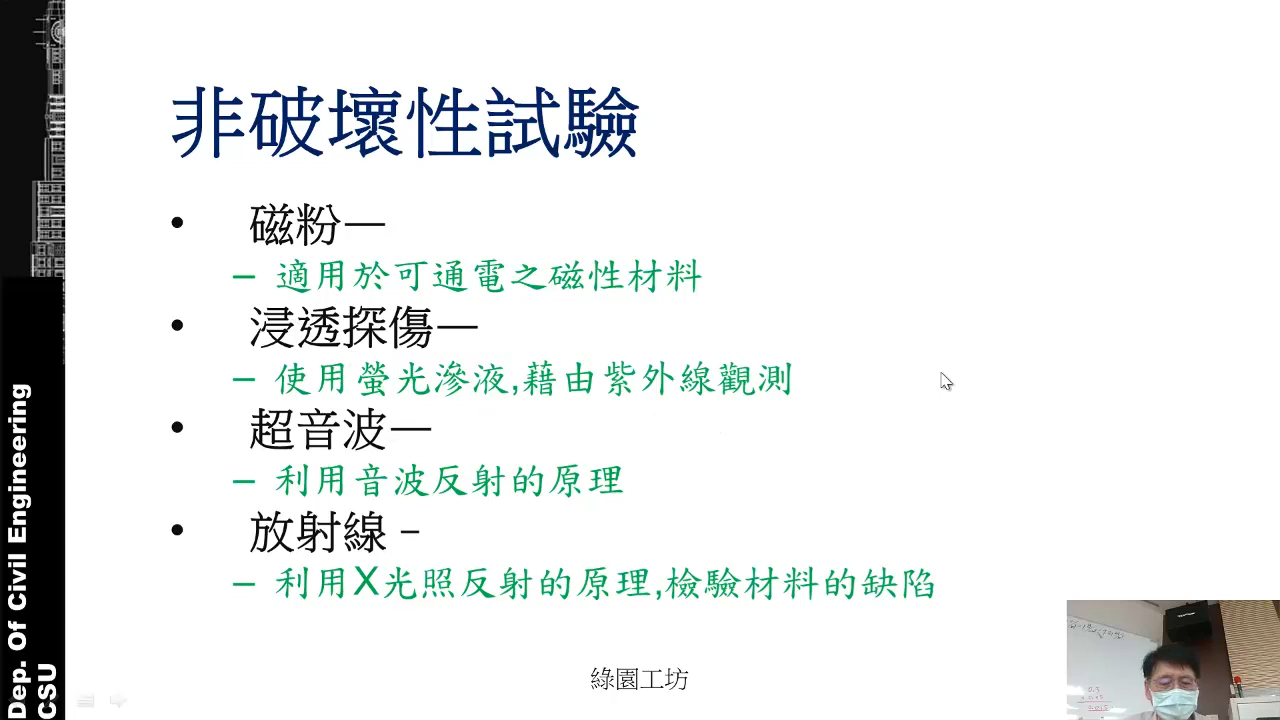 非破壞性試驗
• 磁粉—
– 適用於可通電之磁性材料
• 浸透探傷—
– 使用螢光滲液,藉由紫外線觀測
• 超音波—
– 利用音波反射的原理
• 放射線－
– 利用X光照反射的原理,檢驗材料的缺陷
綠園工坊
Dep. Of Civil Engineering
CSU